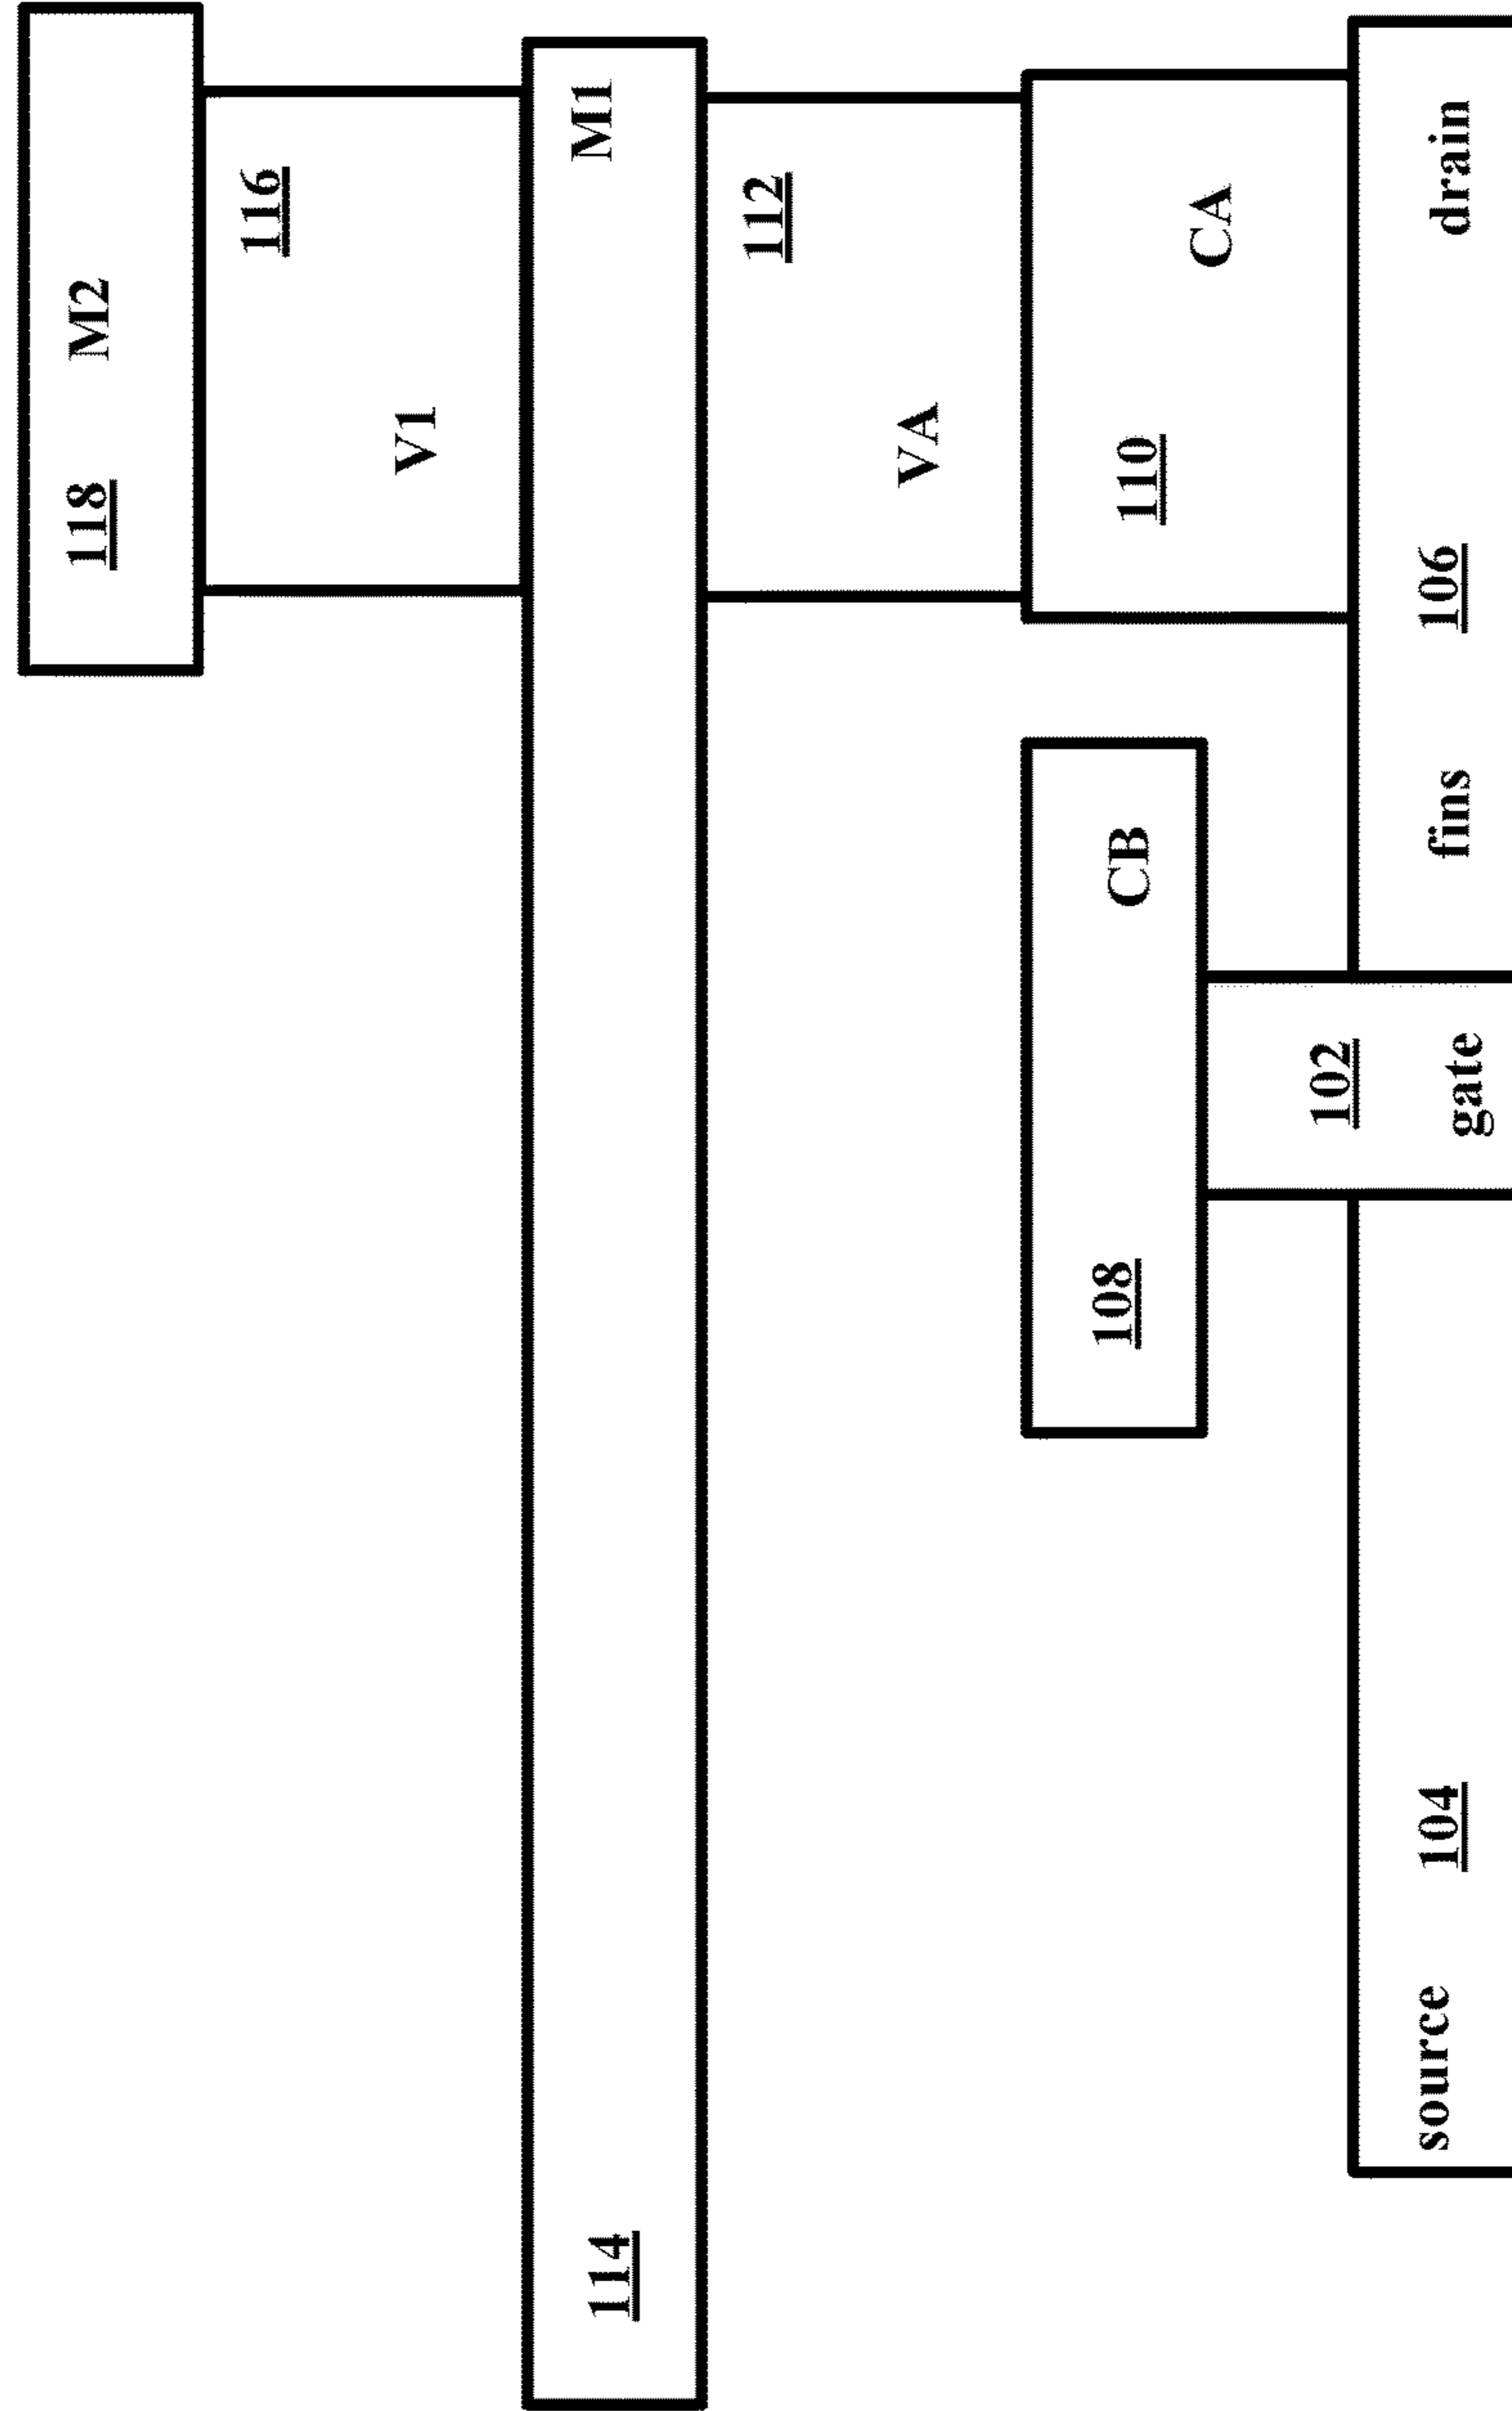 118 M2
116
V1
114 M1
112
VA
108 CB
110
CA
102
gate
source 104 fins 106 drain